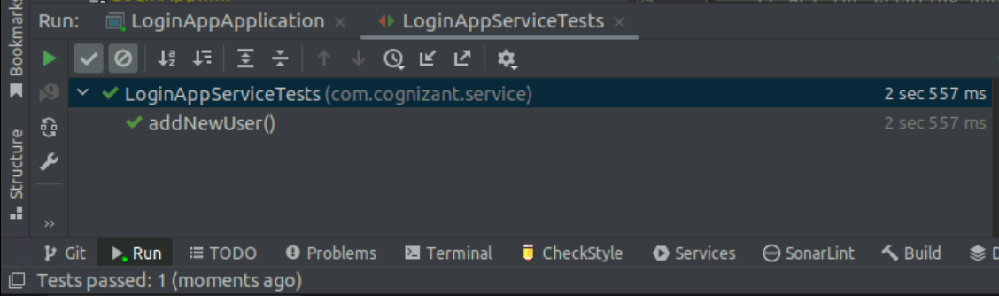 Run: LoginAppApplication × LoginAppServiceTests ×
Bookmarks
LoginAppServiceTests (com.cognizant.service) 2 sec 557 ms
addNewUser() 2 sec 557 ms
Structure
Git Run TODO Problems Terminal CheckStyle Services SonarLint Build
Tests passed: 1 (moments ago)